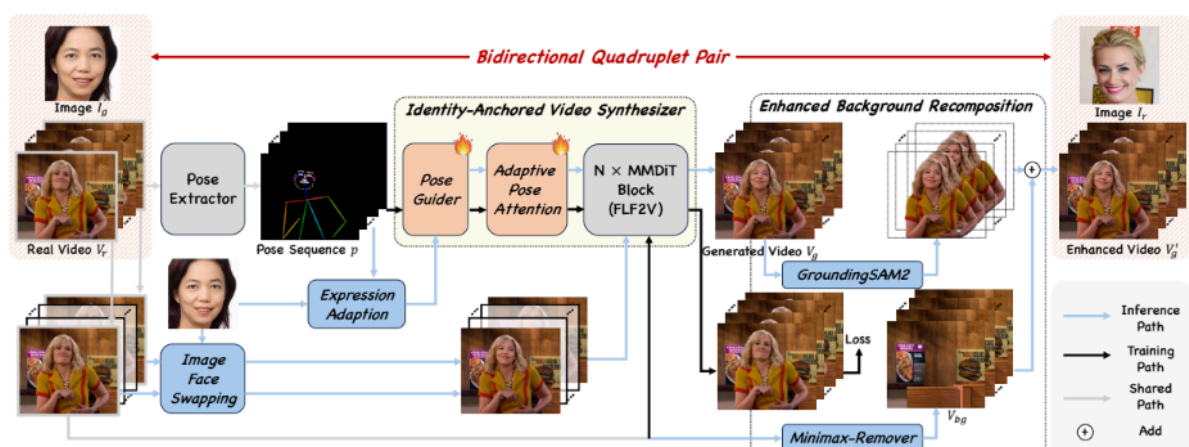 Bidirectional Quadruplet Pair
Image I_g
Image I_r
Identity-Anchored Video Synthesizer
Enhanced Background Recomposition
Pose
Extractor
Pose
Guider
Adaptive
Pose
Attention
N × MMDiT
Block
(FLF2V)
Real Video V_r
Pose Sequence p
Generated Video V_g
Enhanced Video V'_g
GroundingSAM2
Expression
Adaption
Image
Face
Swapping
Loss
V_bg
Minimax-Remover
Inference
Path
Training
Path
Shared
Path
Add